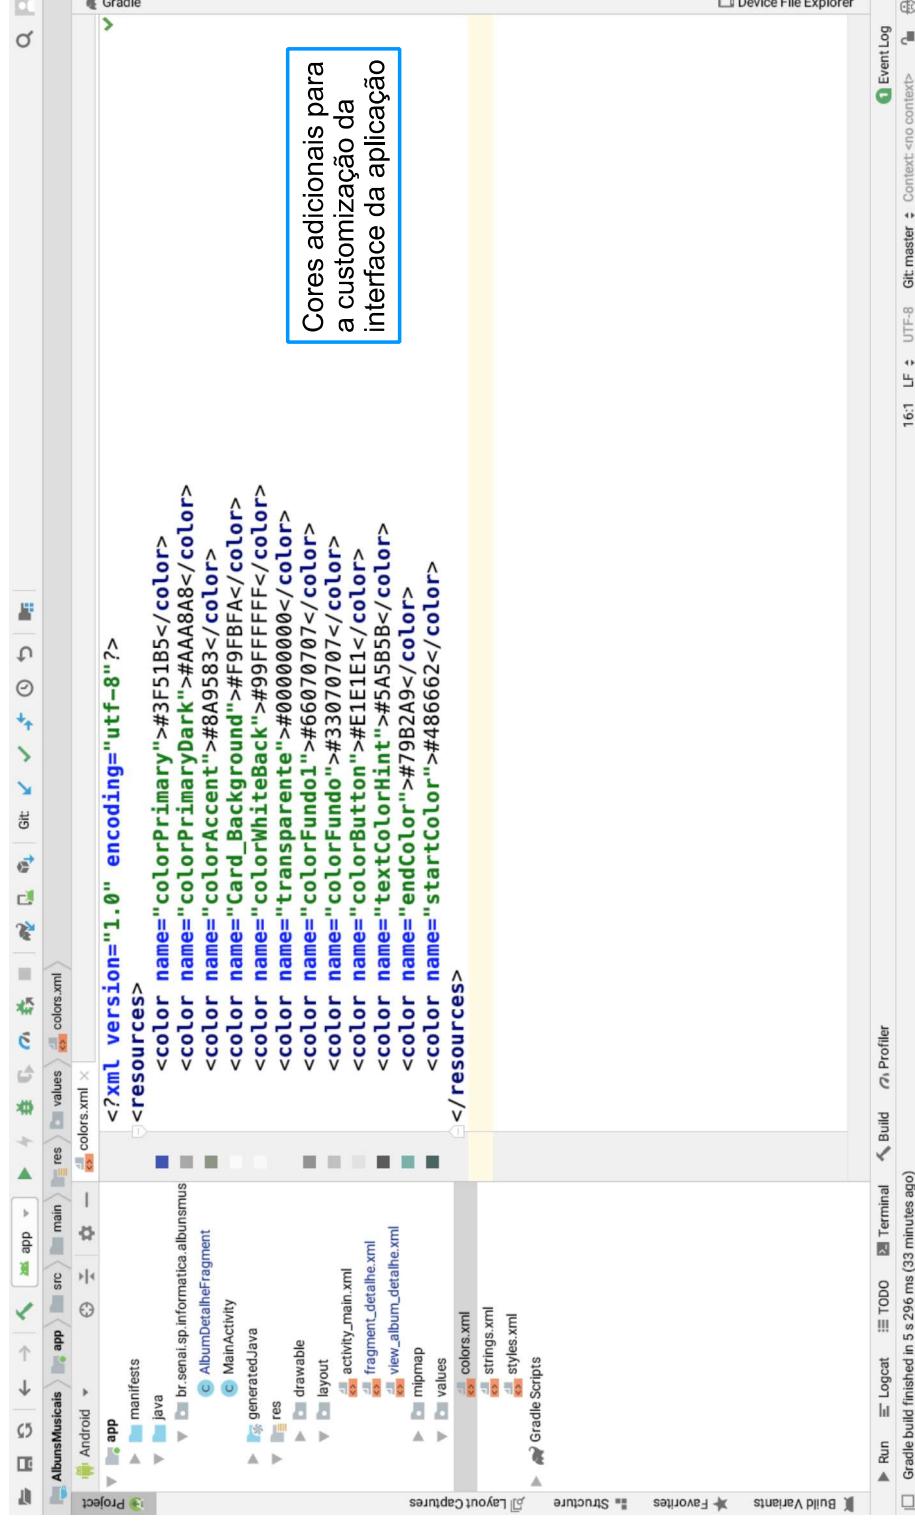 Git:
app
AlbunsMusicais
app
src
main
res
values
colors.xml
Android
colors.xml
Project
app
manifests
java
br.senai.sp.informatica.albunsmus
AlbumDetalheFragment
MainActivity
generatedJava
res
drawable
layout
activity_main.xml
fragment_detalhe.xml
view_album_detalhe.xml
mipmap
values
colors.xml
strings.xml
styles.xml
Gradle Scripts
<?xml version="1.0" encoding="utf-8"?>
<resources>
<color name="colorPrimary">#3F51B5</color>
<color name="colorPrimaryDark">#AAA8A8</color>
<color name="colorAccent">#8A9583</color>
<color name="Card_Background">#F9FBFA</color>
<color name="colorWhiteBack">#99FFFFFF</color>
<color name="transparente">#00000000</color>
<color name="colorFundo1">#66070707</color>
<color name="colorFundo">#33070707</color>
<color name="colorButton">#E1E1E1</color>
<color name="textColorHint">#5A5B5B</color>
<color name="endColor">#79B2A9</color>
<color name="startColor">#486662</color>
</resources>
Cores adicionais para
a customização da
interface da aplicação
Gradle
Device File Explorer
Layout Captures
Structure
Favorites
Build Variants
Run
Logcat
TODO
Terminal
Build
Profiler
1 Event Log
Gradle build finished in 5 s 296 ms (33 minutes ago)
16:1 LF UTF-8 Git: master Context: <no context>